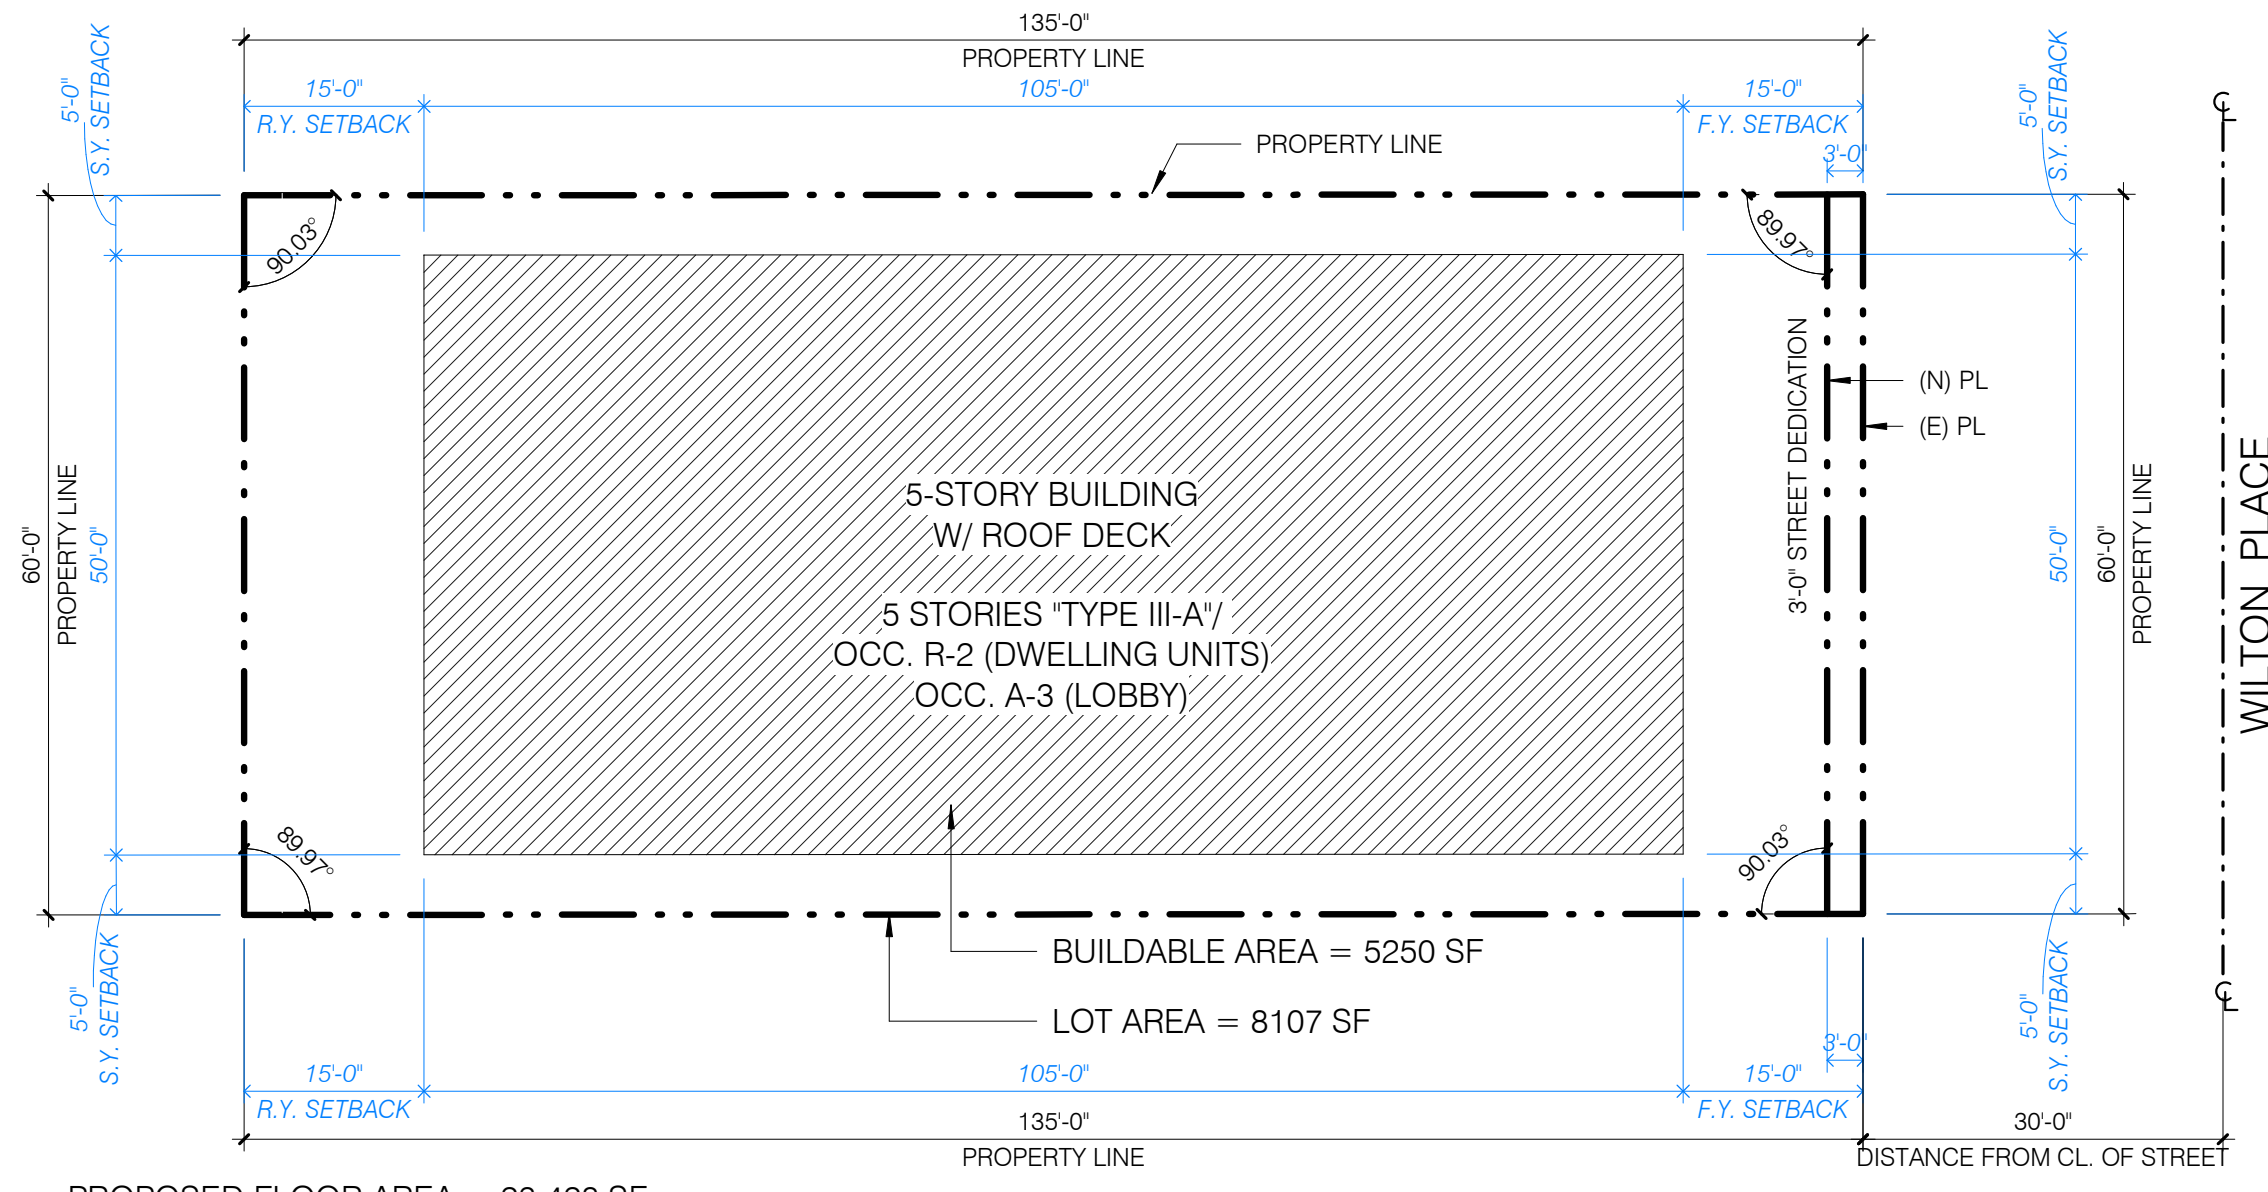 135'-0"
PROPERTY LINE
15'-0"
105'-0"
15'-0"
R.Y. SETBACK
F.Y. SETBACK
3'-0"
5'-0"
S.Y. SETBACK
5'-0"
S.Y. SETBACK
℄
PROPERTY LINE
90.03°
89.97°
3'-0" STREET DEDICATION
(N) PL
(E) PL
60'-0"
PROPERTY LINE
50'-0"
5-STORY BUILDING
W/ ROOF DECK
5 STORIES "TYPE III-A"/
OCC. R-2 (DWELLING UNITS)
OCC. A-3 (LOBBY)
50'-0"
60'-0"
PROPERTY LINE
WILTON PLACE
89.97°
90.03°
BUILDABLE AREA = 5250 SF
LOT AREA = 8107 SF
5'-0"
S.Y. SETBACK
5'-0"
S.Y. SETBACK
℄
3'-0"
15'-0"
105'-0"
15'-0"
R.Y. SETBACK
F.Y. SETBACK
135'-0"
PROPERTY LINE
30'-0"
DISTANCE FROM CL. OF STREET
PROPOSED FLOOR AREA